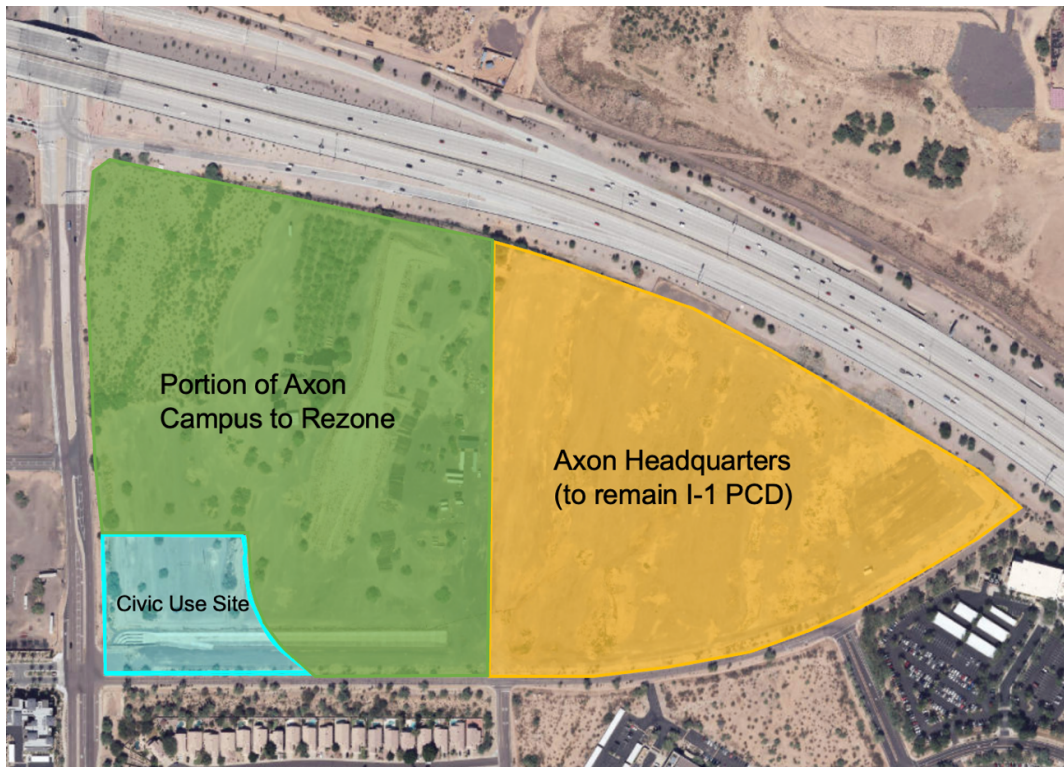 Portion of Axon
Campus to Rezone
Axon Headquarters
(to remain I-1 PCD)
Civic Use Site